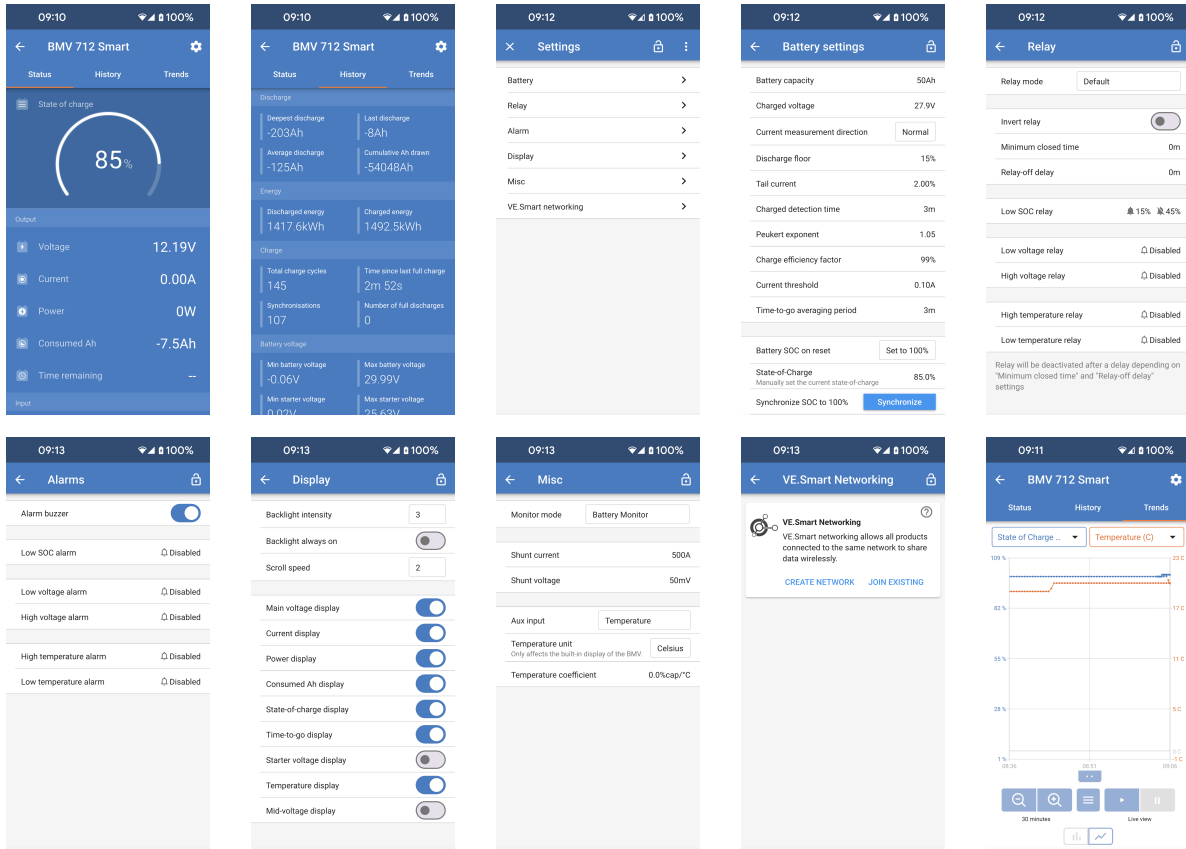 09:10 100%
BMV 712 Smart
Status History Trends
State of charge
85%
Output
Voltage 12.19V
Current 0.00A
Power 0W
Consumed Ah -7.5Ah
Time remaining --
Input
09:10 100%
BMV 712 Smart
Status History Trends
Discharge
Deepest discharge Last discharge
-203Ah -8Ah
Average discharge Cumulative Ah drawn
-125Ah -54048Ah
Energy
Discharged energy Charged energy
1417.6kWh 1492.5kWh
Charge
Total charge cycles Time since last full charge
145 2m 52s
Synchronisations Number of full discharges
107 0
Battery voltage
Min battery voltage Max battery voltage
-0.06V 29.99V
Min starter voltage Max starter voltage
0.02V 25.63V
09:12 100%
Settings
Battery
Relay
Alarm
Display
Misc
VE.Smart networking
09:12 100%
Battery settings
Battery capacity 50Ah
Charged voltage 27.9V
Current measurement direction Normal
Discharge floor 15%
Tail current 2.00%
Charged detection time 3m
Peukert exponent 1.05
Charge efficiency factor 99%
Current threshold 0.10A
Time-to-go averaging period 3m
Battery SOC on reset Set to 100%
State-of-Charge 85.0%
Manually set the current state-of-charge
Synchronize SOC to 100% Synchronize
09:12 100%
Relay
Relay mode Default
Invert relay
Minimum closed time 0m
Relay-off delay 0m
Low SOC relay 15% 45%
Low voltage relay Disabled
High voltage relay Disabled
High temperature relay Disabled
Low temperature relay Disabled
Relay will be deactivated after a delay depending on
"Minimum closed time" and "Relay-off delay"
settings
09:13 100%
Alarms
Alarm buzzer
Low SOC alarm Disabled
Low voltage alarm Disabled
High voltage alarm Disabled
High temperature alarm Disabled
Low temperature alarm Disabled
09:13 100%
Display
Backlight intensity 3
Backlight always on
Scroll speed 2
Main voltage display
Current display
Power display
Consumed Ah display
State-of-charge display
Time-to-go display
Starter voltage display
Temperature display
Mid-voltage display
09:13 100%
Misc
Monitor mode Battery Monitor
Shunt current 500A
Shunt voltage 50mV
Aux input Temperature
Temperature unit Celsius
Only affects the built-in display of the BMV.
Temperature coefficient 0.0%cap/°C
09:13 100%
VE.Smart Networking
VE.Smart Networking
VE.Smart networking allows all products
connected to the same network to share
data wirelessly.
CREATE NETWORK JOIN EXISTING
09:11 100%
BMV 712 Smart
Status History Trends
State of Charge .. Temperature (C)
109 % 23 C
82 % 17 C
55 % 11 C
28 % 5 C
0 C
1 % -1 C
08:36 08:51 09:06
30 minutes Live view